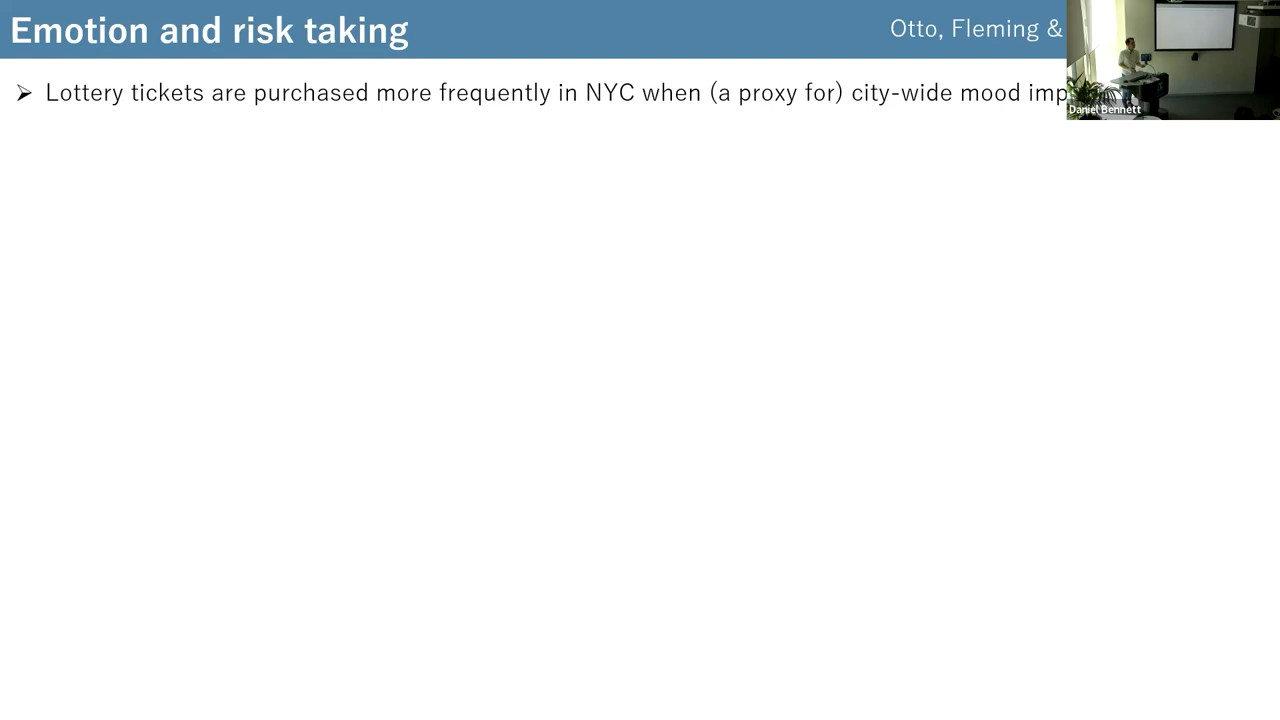 Emotion and risk taking
Otto, Fleming &
Lottery tickets are purchased more frequently in NYC when (a proxy for) city-wide mood imp
Daniel Bennett